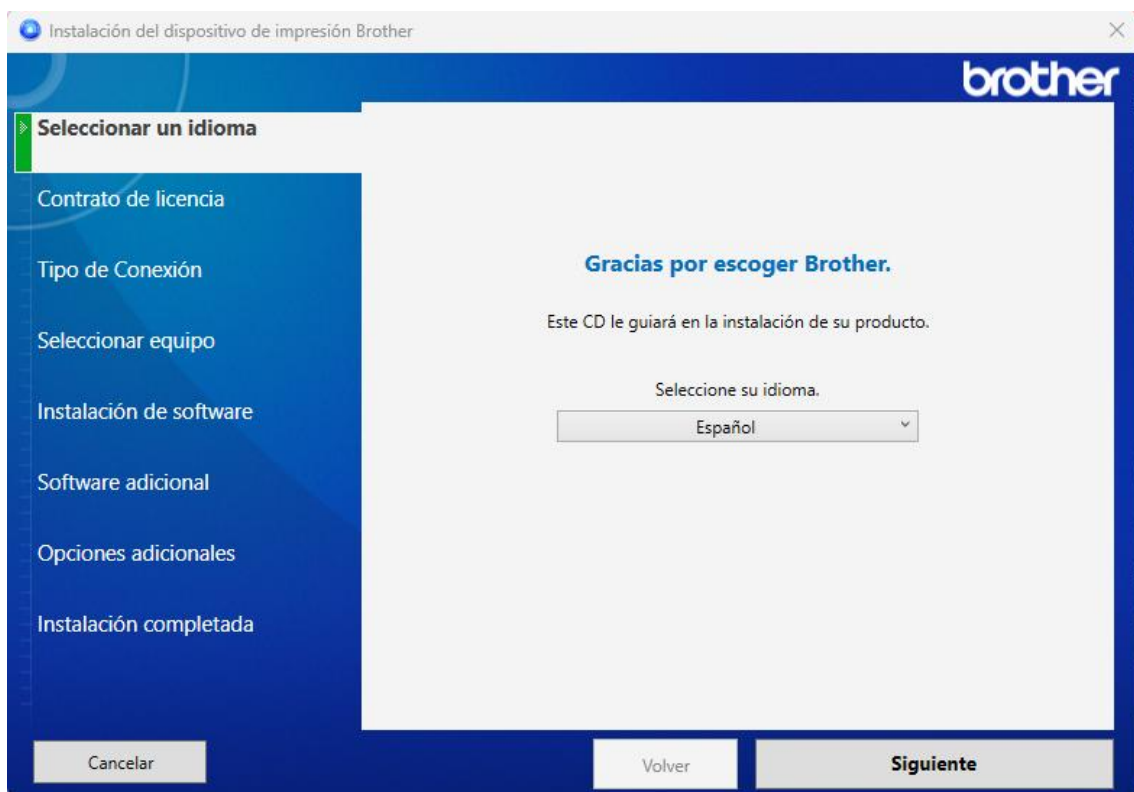 Instalación del dispositivo de impresión Brother
brother
Seleccionar un idioma
Contrato de licencia
Tipo de Conexión
Seleccionar equipo
Instalación de software
Software adicional
Opciones adicionales
Instalación completada
Gracias por escoger Brother.
Este CD le guiará en la instalación de su producto.
Seleccione su idioma.
Español
Cancelar
Volver
Siguiente